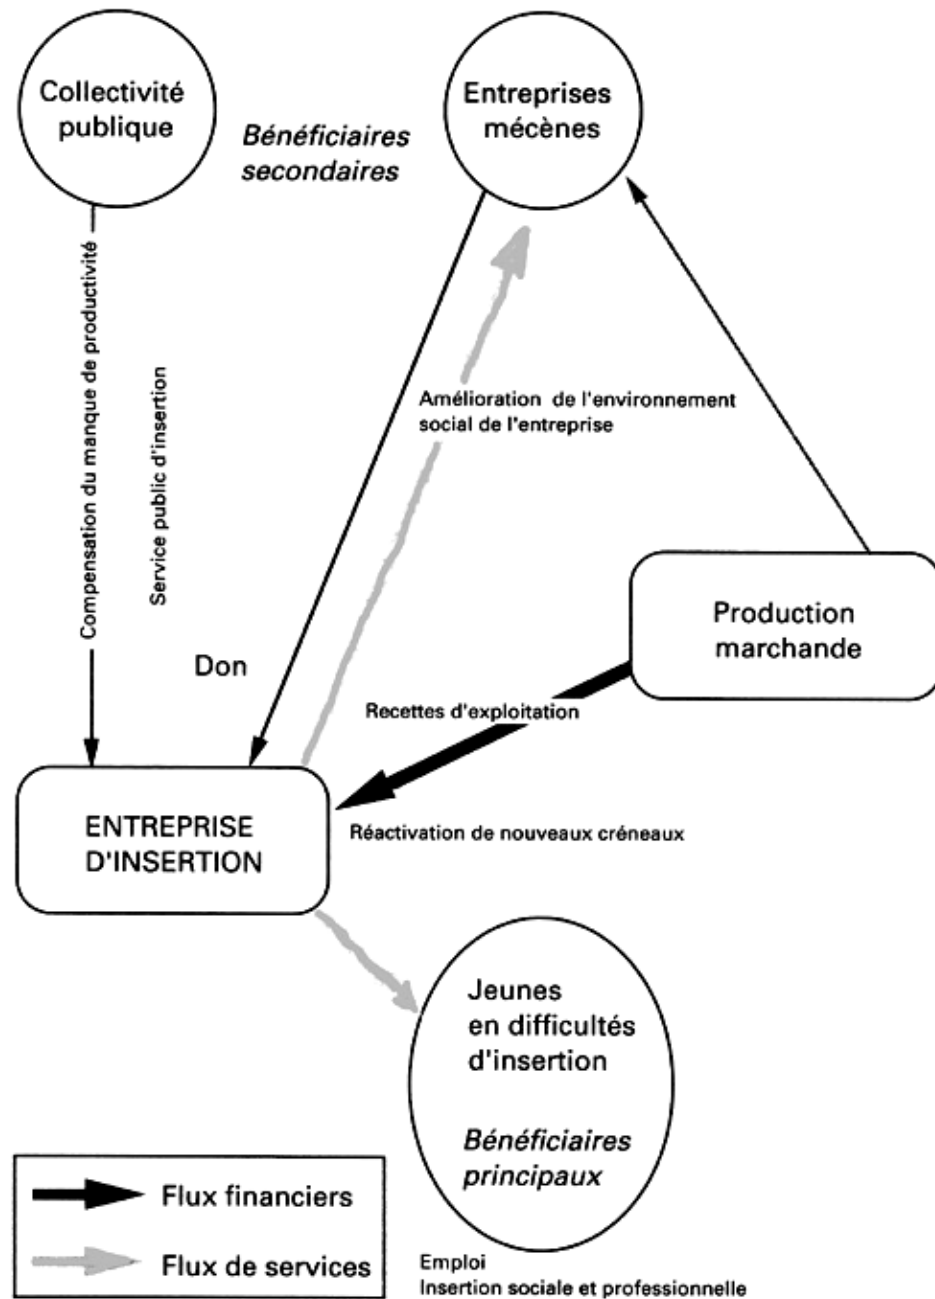 Collectivité
publique
Bénéficiaires
secondaires
Entreprises
mécènes
Compensation du manque de productivité
Service public d'insertion
Amélioration de l'environnement
social de l'entreprise
Production
marchande
Don
Recettes d'exploitation
ENTREPRISE
D'INSERTION
Réactivation de nouveaux créneaux
Jeunes
en difficultés
d'insertion
Bénéficiaires
principaux
Flux financiers
Flux de services
Emploi
Insertion sociale et professionnelle